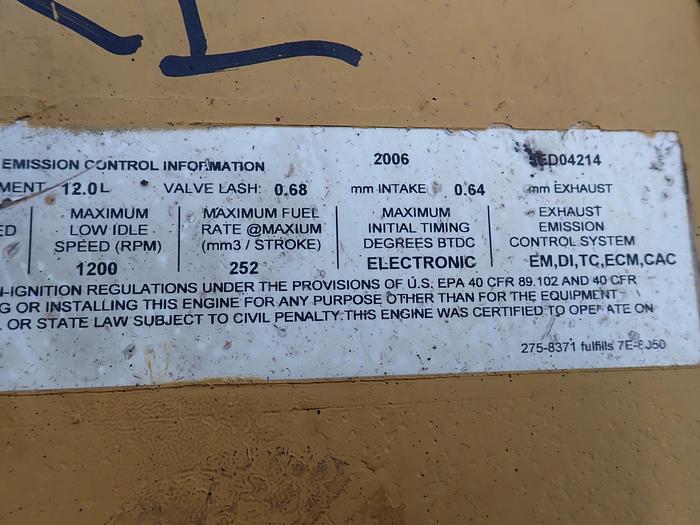 EMISSION CONTROL INFORMATION 2006 ED04214
MENT 12.0L VALVE LASH: 0.68 mm INTAKE 0.64 mm EXHAUST
ED MAXIMUM LOW IDLE SPEED (RPM) MAXIMUM FUEL RATE @MAXIUM (mm3 / STROKE) MAXIMUM INITIAL TIMING DEGREES BTDC EXHAUST EMISSION CONTROL SYSTEM
1200 252 ELECTRONIC EM,DI,TC,ECM,CAC
N-IGNITION REGULATIONS UNDER THE PROVISIONS OF U.S. EPA 40 CFR 89.102 AND 40 CFR
G OR INSTALLING THIS ENGINE FOR ANY PURPOSE OTHER THAN FOR THE EQUIPMENT
L OR STATE LAW SUBJECT TO CIVIL PENALTY.THIS ENGINE WAS CERTIFIED TO OPERATE ON
275-8371 fulfills